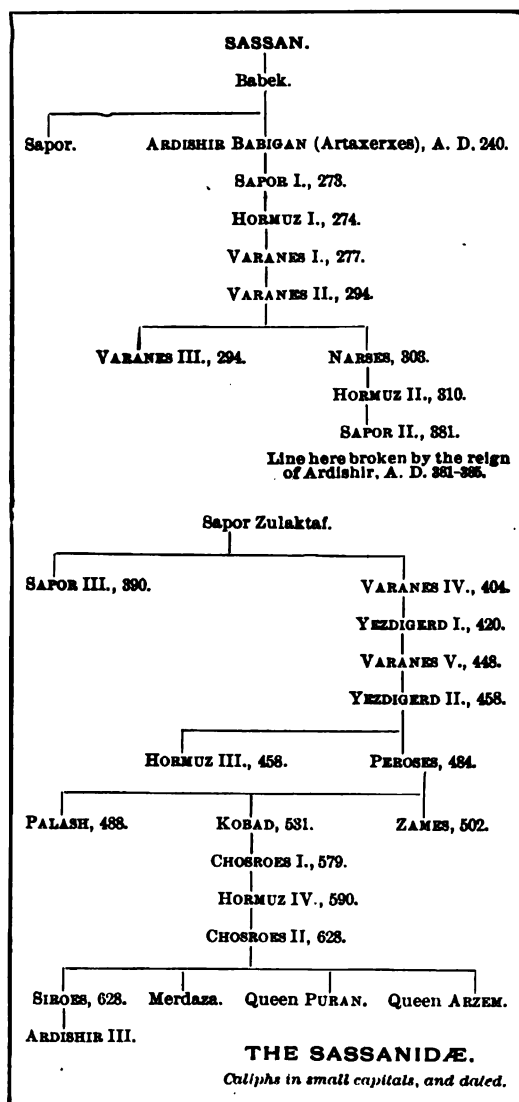 SASSAN.
Babek.
Sapor. ARDISHIR BABIGAN (Artaxerxes), A. D. 240.
SAPOR I., 273.
HORMUZ I., 274.
VARANES I., 277.
VARANES II., 294.
VARANES III., 294. NARSES, 303.
HORMUZ II., 310.
SAPOR II., 381.
Line here broken by the reign
of Ardishir, A. D. 381-385.
Sapor Zulaktaf.
SAPOR III., 390. VARANES IV., 404.
YEZDIGERD I., 420.
VARANES V., 448.
YEZDIGERD II., 458.
HORMUZ III., 458. PEROSES, 484.
PALASH, 488. KOBAD, 531. ZAMES, 502.
CHOSROES I., 579.
HORMUZ IV., 590.
CHOSROES II, 628.
SIROES, 628. Merdaza. Queen PURAN. Queen ARZEM.
ARDISHIR III.
THE SASSANIDÆ.
Caliphs in small capitals, and dated.